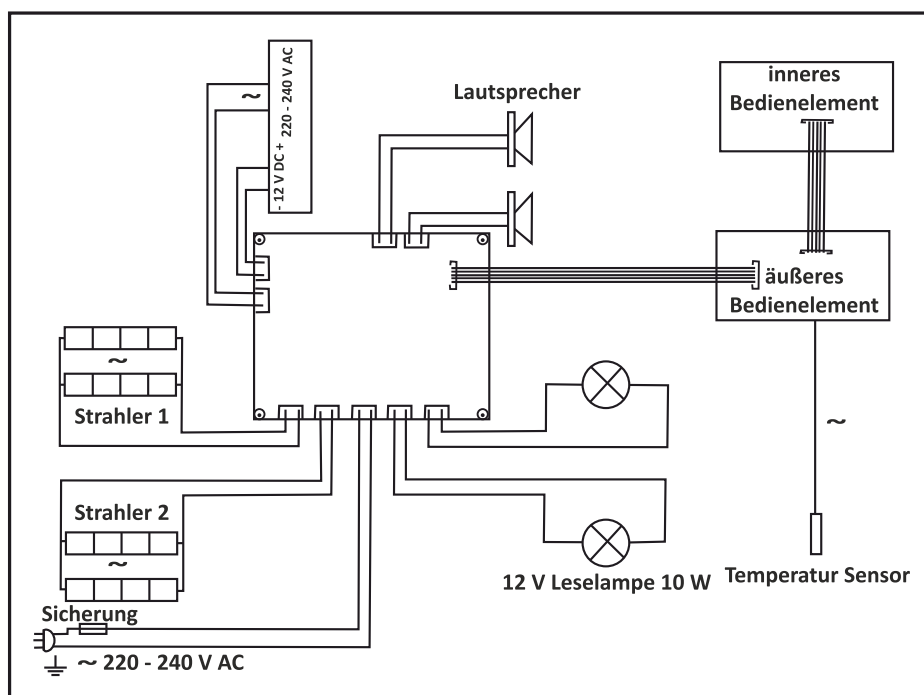 - 12 V DC + 220 - 240 V AC
~
Lautsprecher
inneres
Bedienelement
äußeres
Bedienelement
~
Strahler 1
~
Strahler 2
~
12 V Leselampe 10 W
Temperatur Sensor
Sicherung
~ 220 - 240 V AC